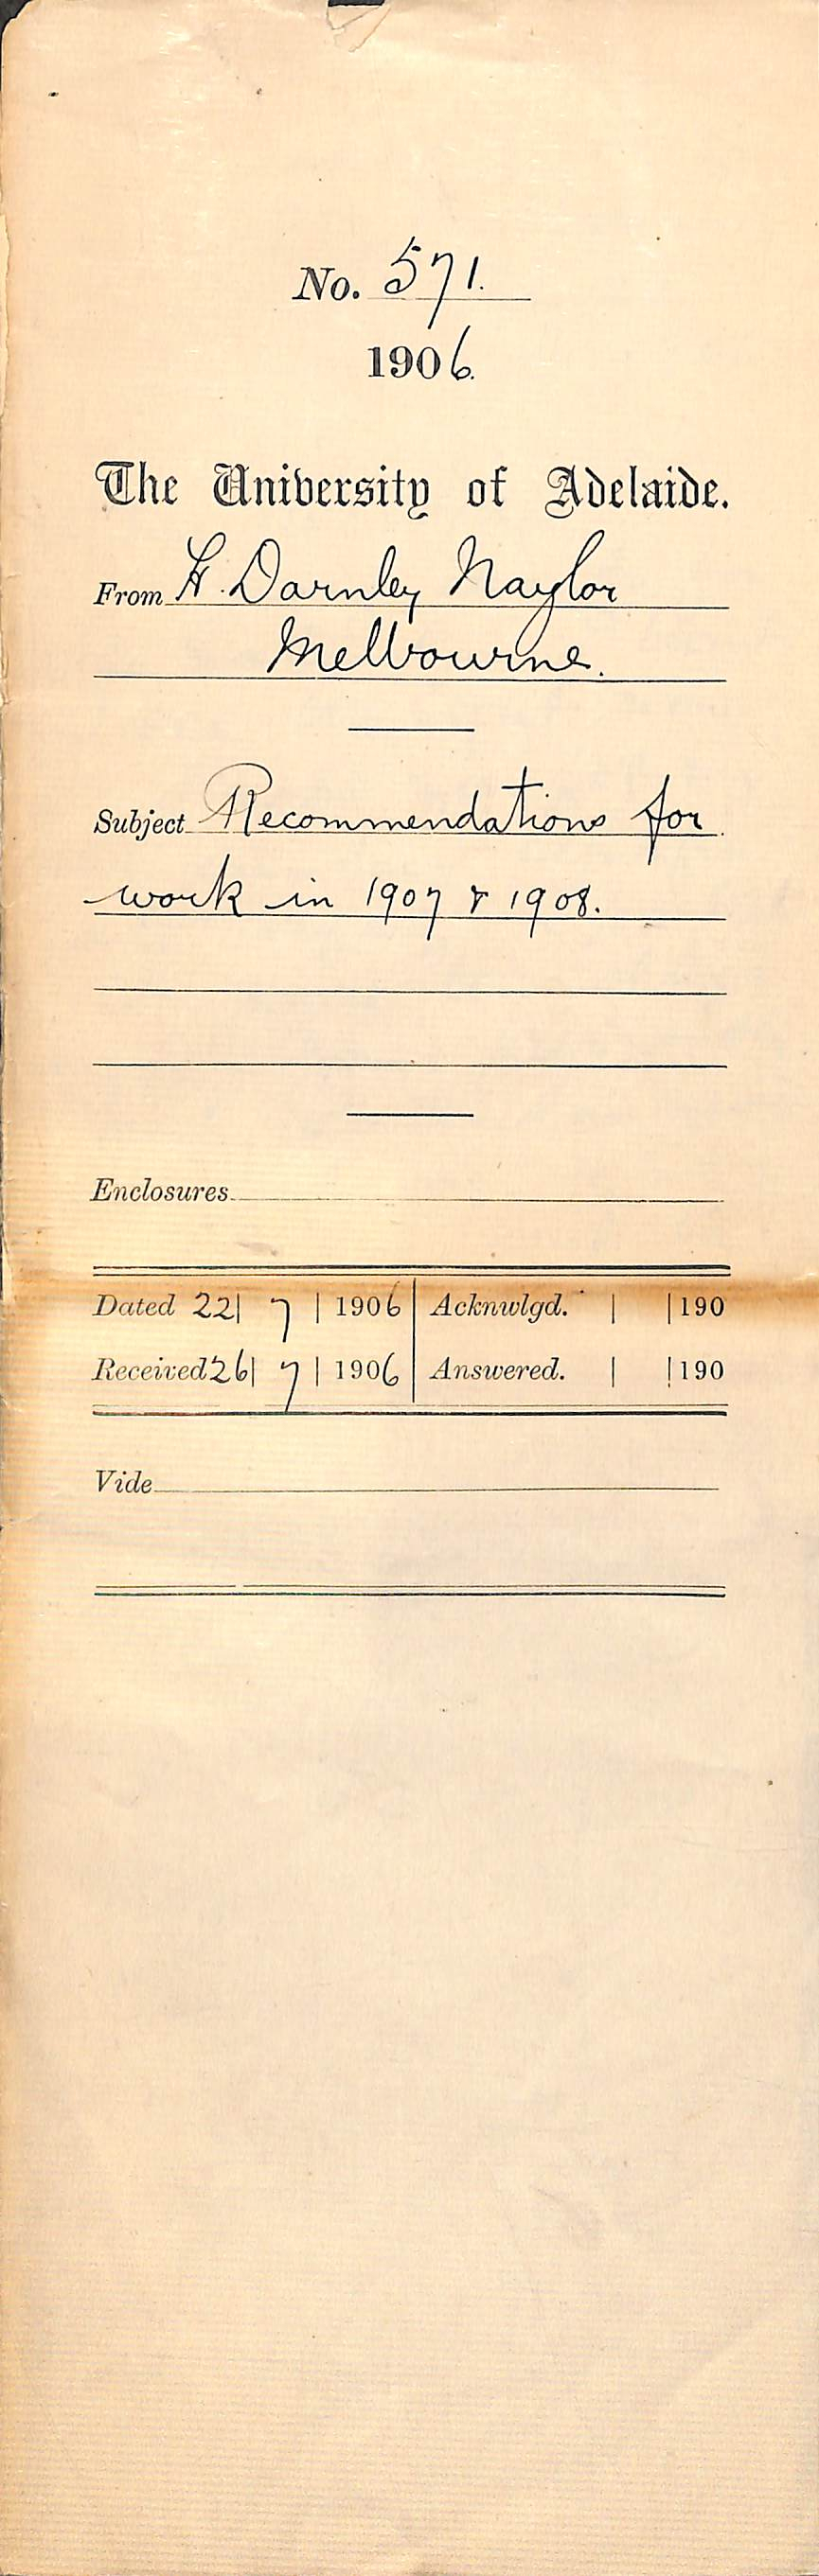 No. 571.
1906.
The University of Adelaide.
From H. Darnley Naylor
Melbourne.
Subject Recommendations for
work in 1907 & 1908.
Enclosures
Dated 22| 7 | 1906 | Acknwlgd. | |190
Received 26| 7 | 1906 | Answered. | |190
Vide